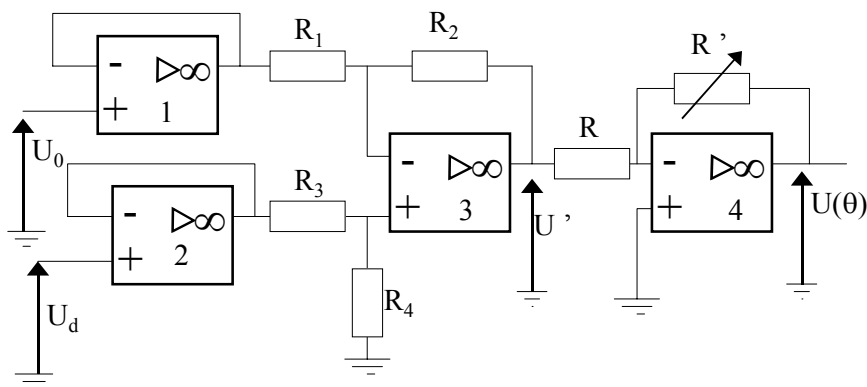 R₁
R₂
R ’
- ▷∞
+ 1
U₀
R₃
- ▷∞
+ 3
R
- ▷∞
+ 4
- ▷∞
+ 2
U ’
U(θ)
R₄
U_d